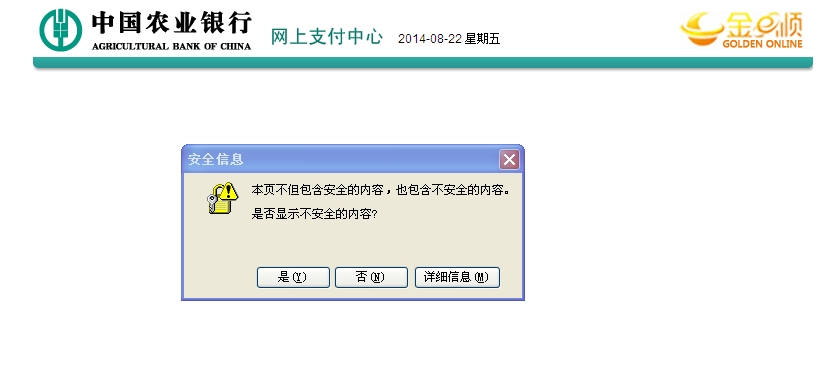 中国农业银行
AGRICULTURAL BANK OF CHINA
网上支付中心
2014-08-22 星期五
金e顺
GOLDEN ONLINE
安全信息
本页不但包含安全的内容，也包含不安全的内容。
是否显示不安全的内容?
是(Y) 否(N) 详细信息(M)